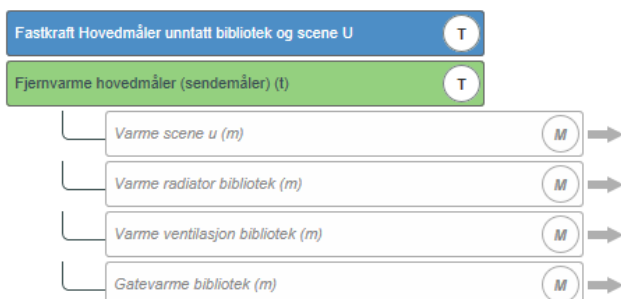 Fastkraft Hovedmåler unntatt bibliotek og scene U T
Fjernvarme hovedmåler (sendemåler) (t) T
Varme scene u (m) M
Varme radiator bibliotek (m) M
Varme ventilasjon bibliotek (m) M
Gatevarme bibliotek (m) M